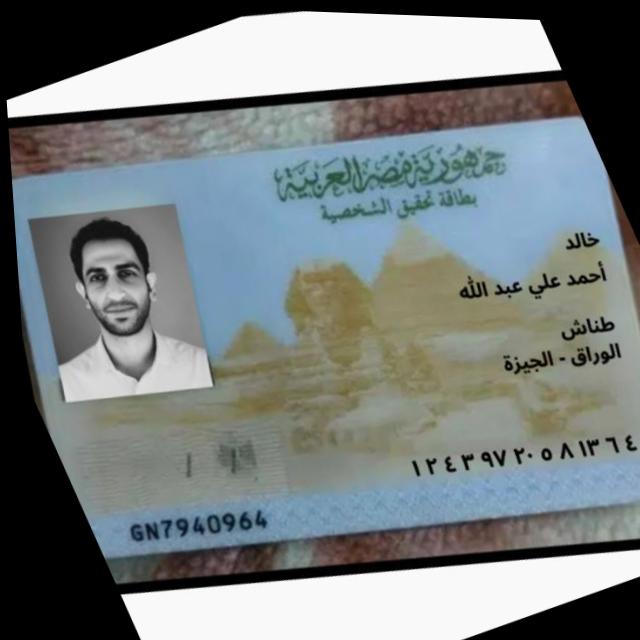 جمهورية مصر العربية
بطاقة تحقيق الشخصية
خالد
أحمد علي عبد الله
طناش
الوراق - الجيزة
١٢٤٣٩٧٢٠٥٨١٣٦٤
GN7940964